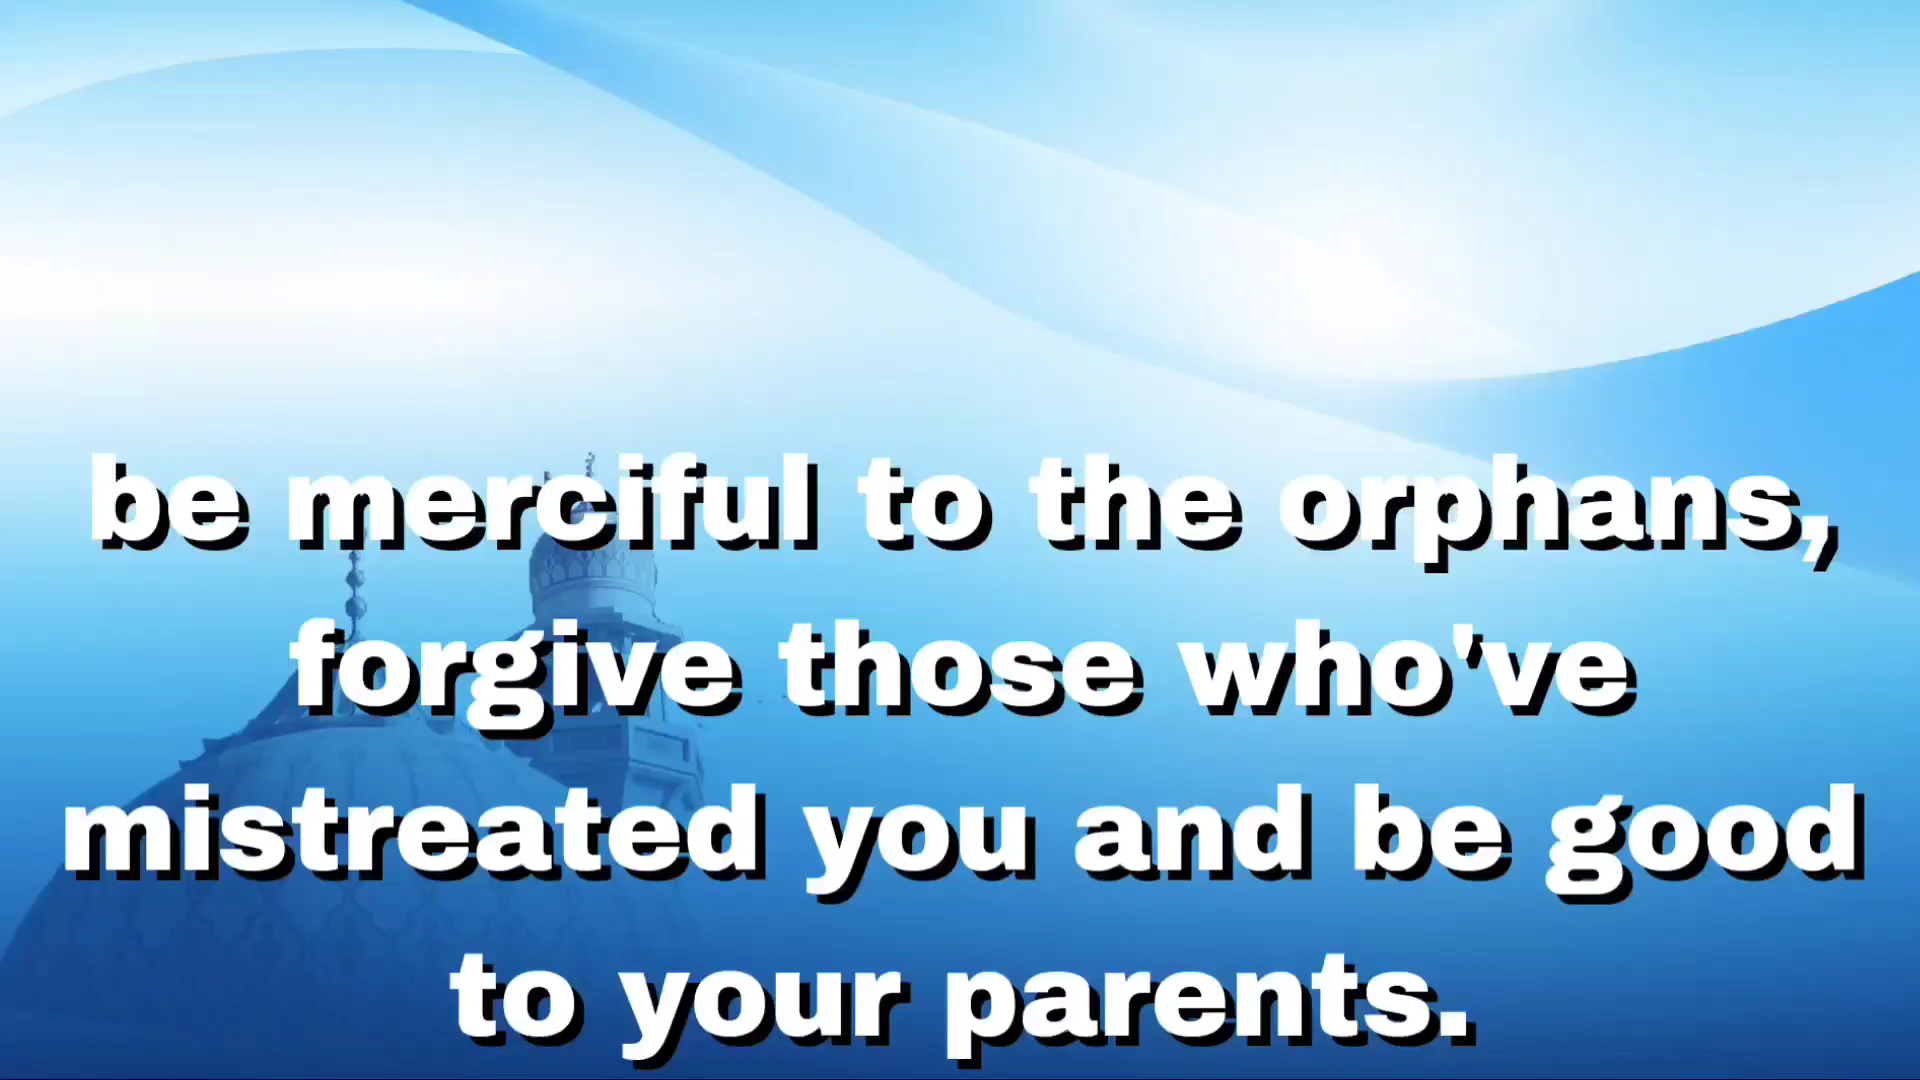 be merciful to the orphans,
forgive those who've
mistreated you and be good
to your parents.